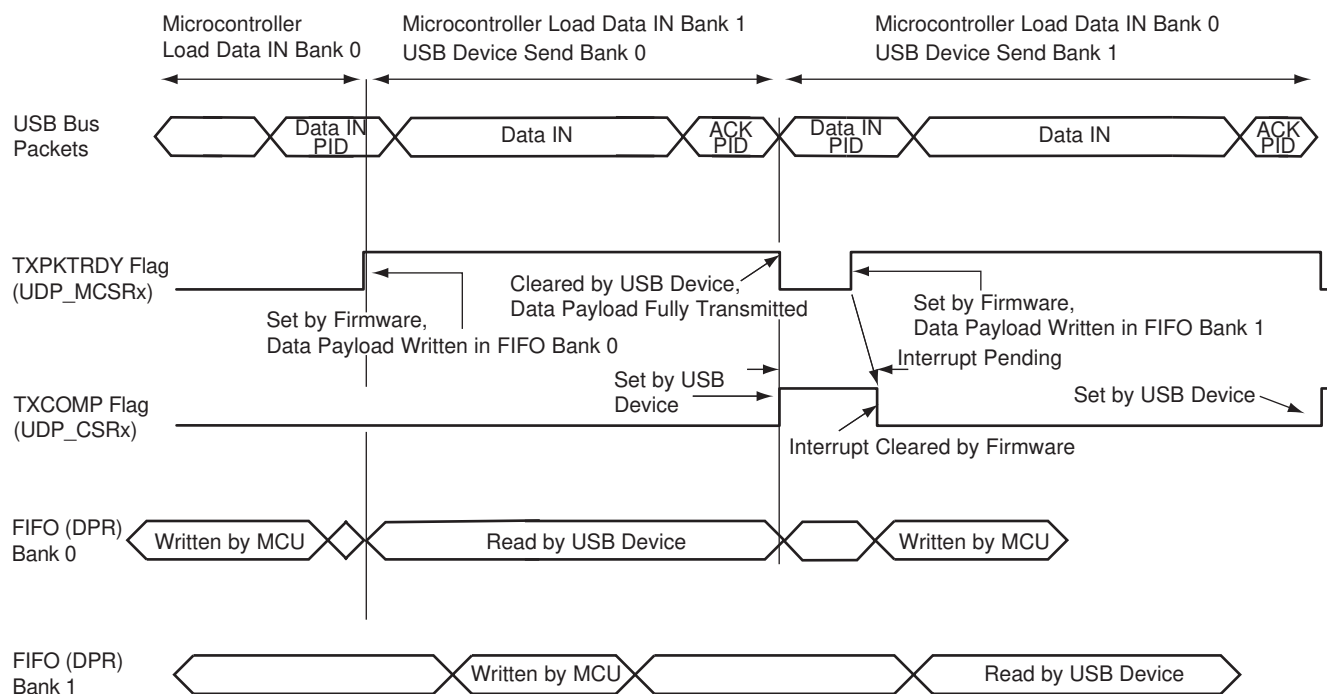 Microcontroller
Load Data IN Bank 0
Microcontroller Load Data IN Bank 1
USB Device Send Bank 0
Microcontroller Load Data IN Bank 0
USB Device Send Bank 1
USB Bus
Packets
Data IN
PID
Data IN
ACK
PID
Data IN
PID
Data IN
ACK
PID
TXPKTRDY Flag
(UDP_MCSRx)
Set by Firmware,
Data Payload Written in FIFO Bank 0
Cleared by USB Device,
Data Payload Fully Transmitted
Set by Firmware,
Data Payload Written in FIFO Bank 1
Interrupt Pending
TXCOMP Flag
(UDP_CSRx)
Set by USB
Device
Set by USB Device
Interrupt Cleared by Firmware
FIFO (DPR)
Bank 0
Written by MCU
Read by USB Device
Written by MCU
FIFO (DPR)
Bank 1
Written by MCU
Read by USB Device